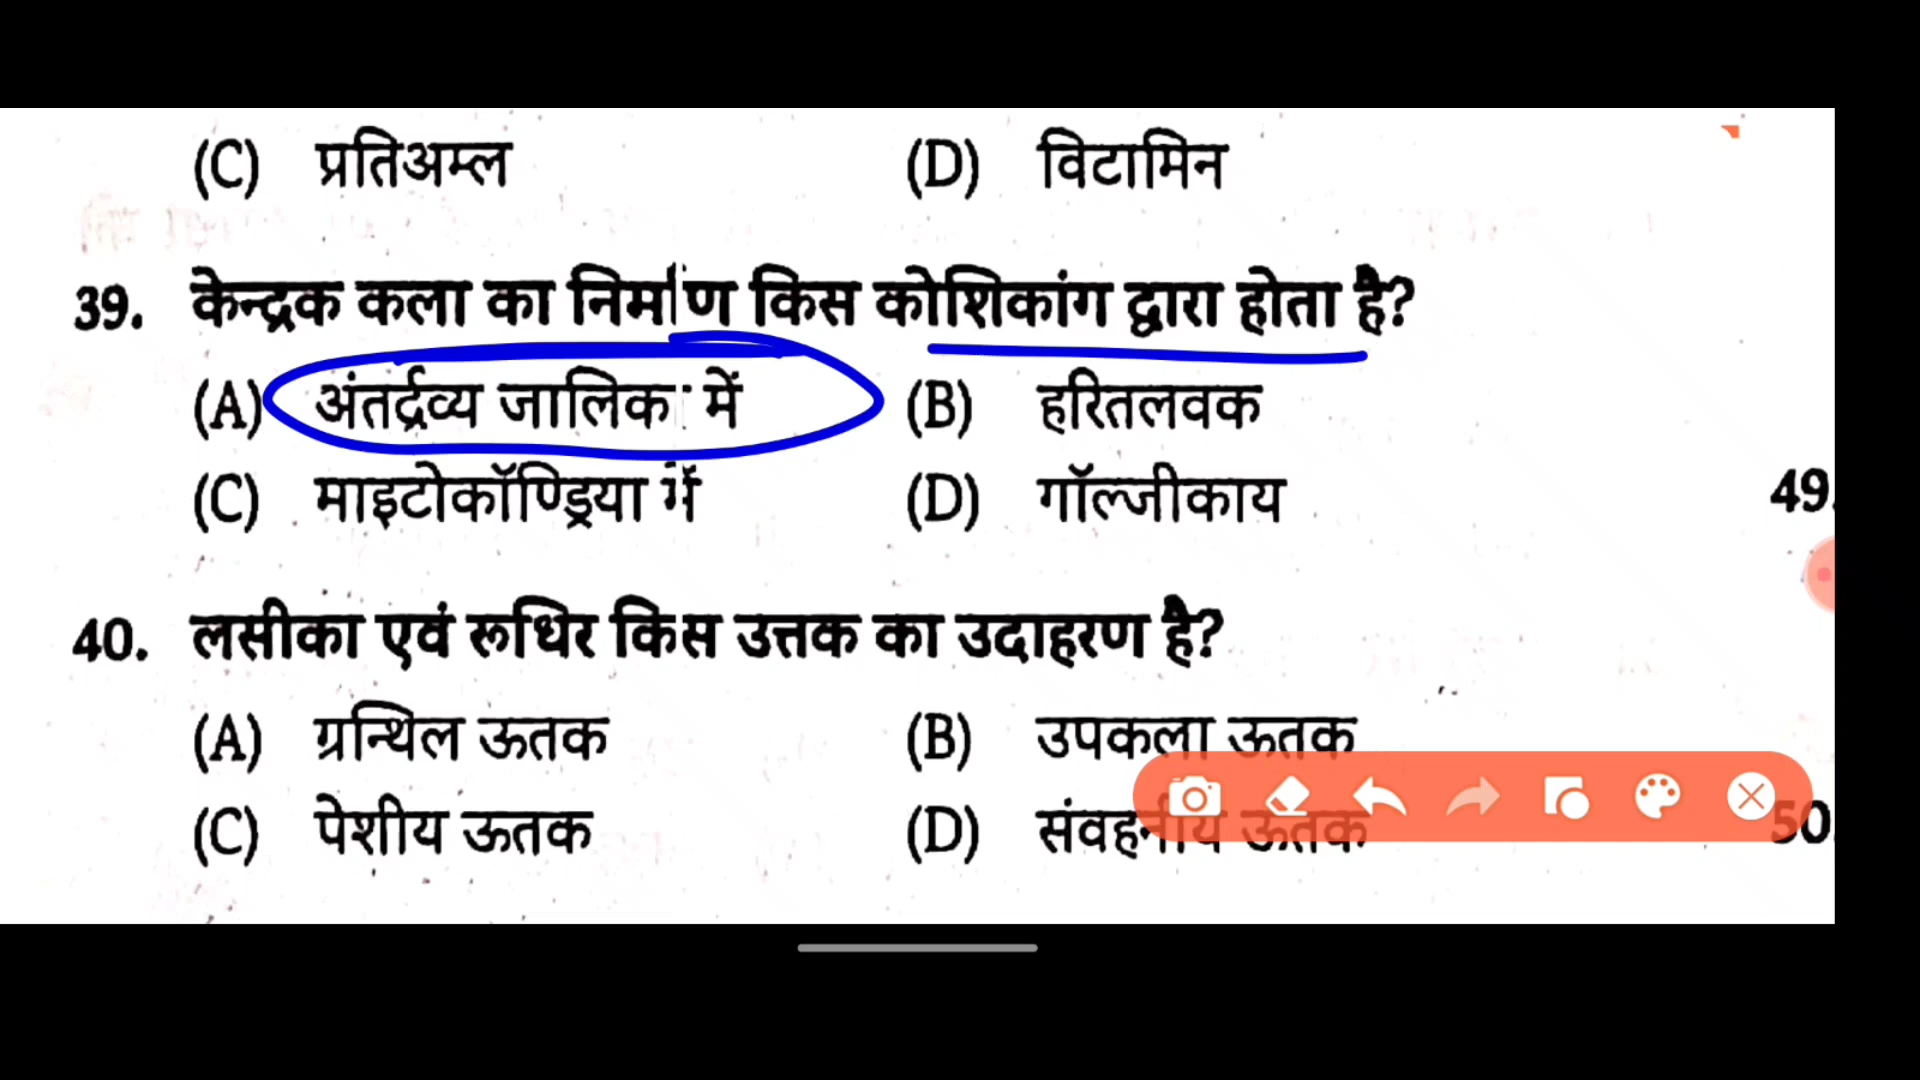 (C) प्रतिअम्ल (D) विटामिन
39. केन्द्रक कला का निर्माण किस कोशिकांग द्वारा होता है?
(A) अंतर्द्रव्य जालिका में (B) हरितलवक
(C) माइटोकॉण्ड्रिया में (D) गॉल्जीकाय
49.
40. लसीका एवं रूधिर किस उत्तक का उदाहरण है?
(A) ग्रन्थिल ऊतक (B) उपकला ऊतक
(C) पेशीय ऊतक (D) संवहनीय ऊतक
50.